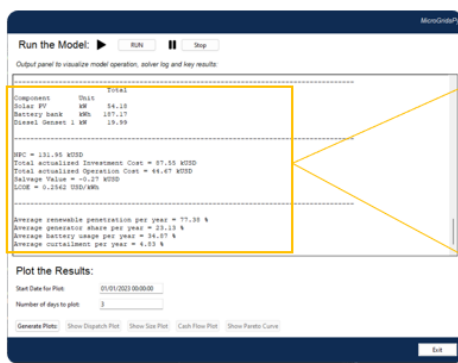 MicroGridsPy
Run the Model: RUN Stop
Output panel to visualize model operation, solver log and key results:
Total
Component Unit
Solar PV kW 54.18
Battery bank kWh 187.17
Diesel Genset 1 kW 19.99
NPC = 131.95 kUSD
Total actualized Investment Cost = 87.55 kUSD
Total actualized Operation Cost = 44.67 kUSD
Salvage Value = -0.27 kUSD
LCOE = 0.2562 USD/kWh
Average renewable penetration per year = 77.38 %
Average generator share per year = 23.13 %
Average battery usage per year = 36.87 %
Average curtailment per year = 4.83 %
Plot the Results:
Start Date for Plot: 01/01/2023 00:00:00
Number of days to plot: 3
Generate Plots Show Dispatch Plot Show Size Plot Cash Flow Plot Show Pareto Curve
Exit